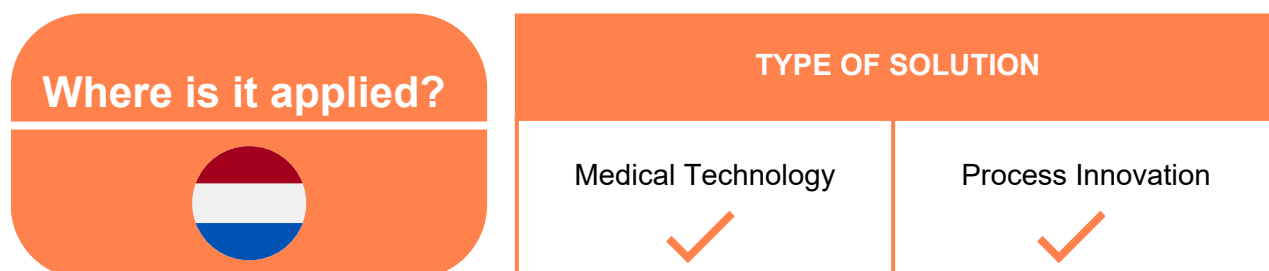 Where is it applied?
TYPE OF SOLUTION
Medical Technology
Process Innovation